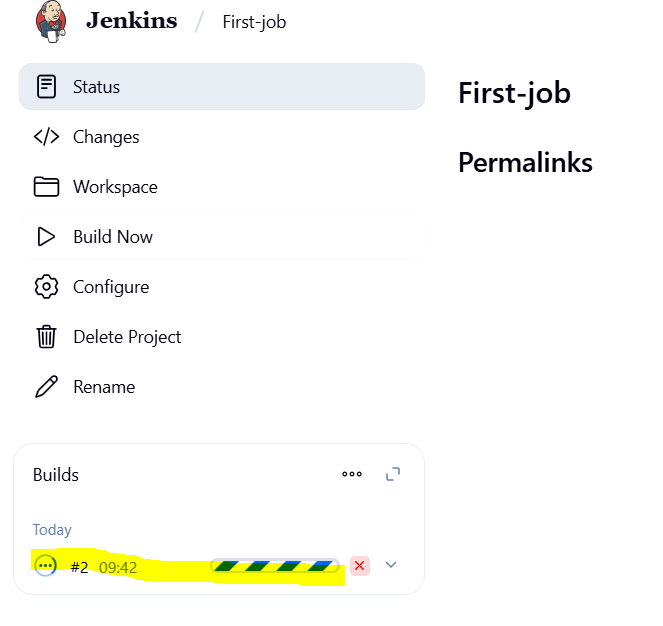 Jenkins / First-job
Status
First-job
Changes
Permalinks
Workspace
Build Now
Configure
Delete Project
Rename
Builds
Today
#2 09:42